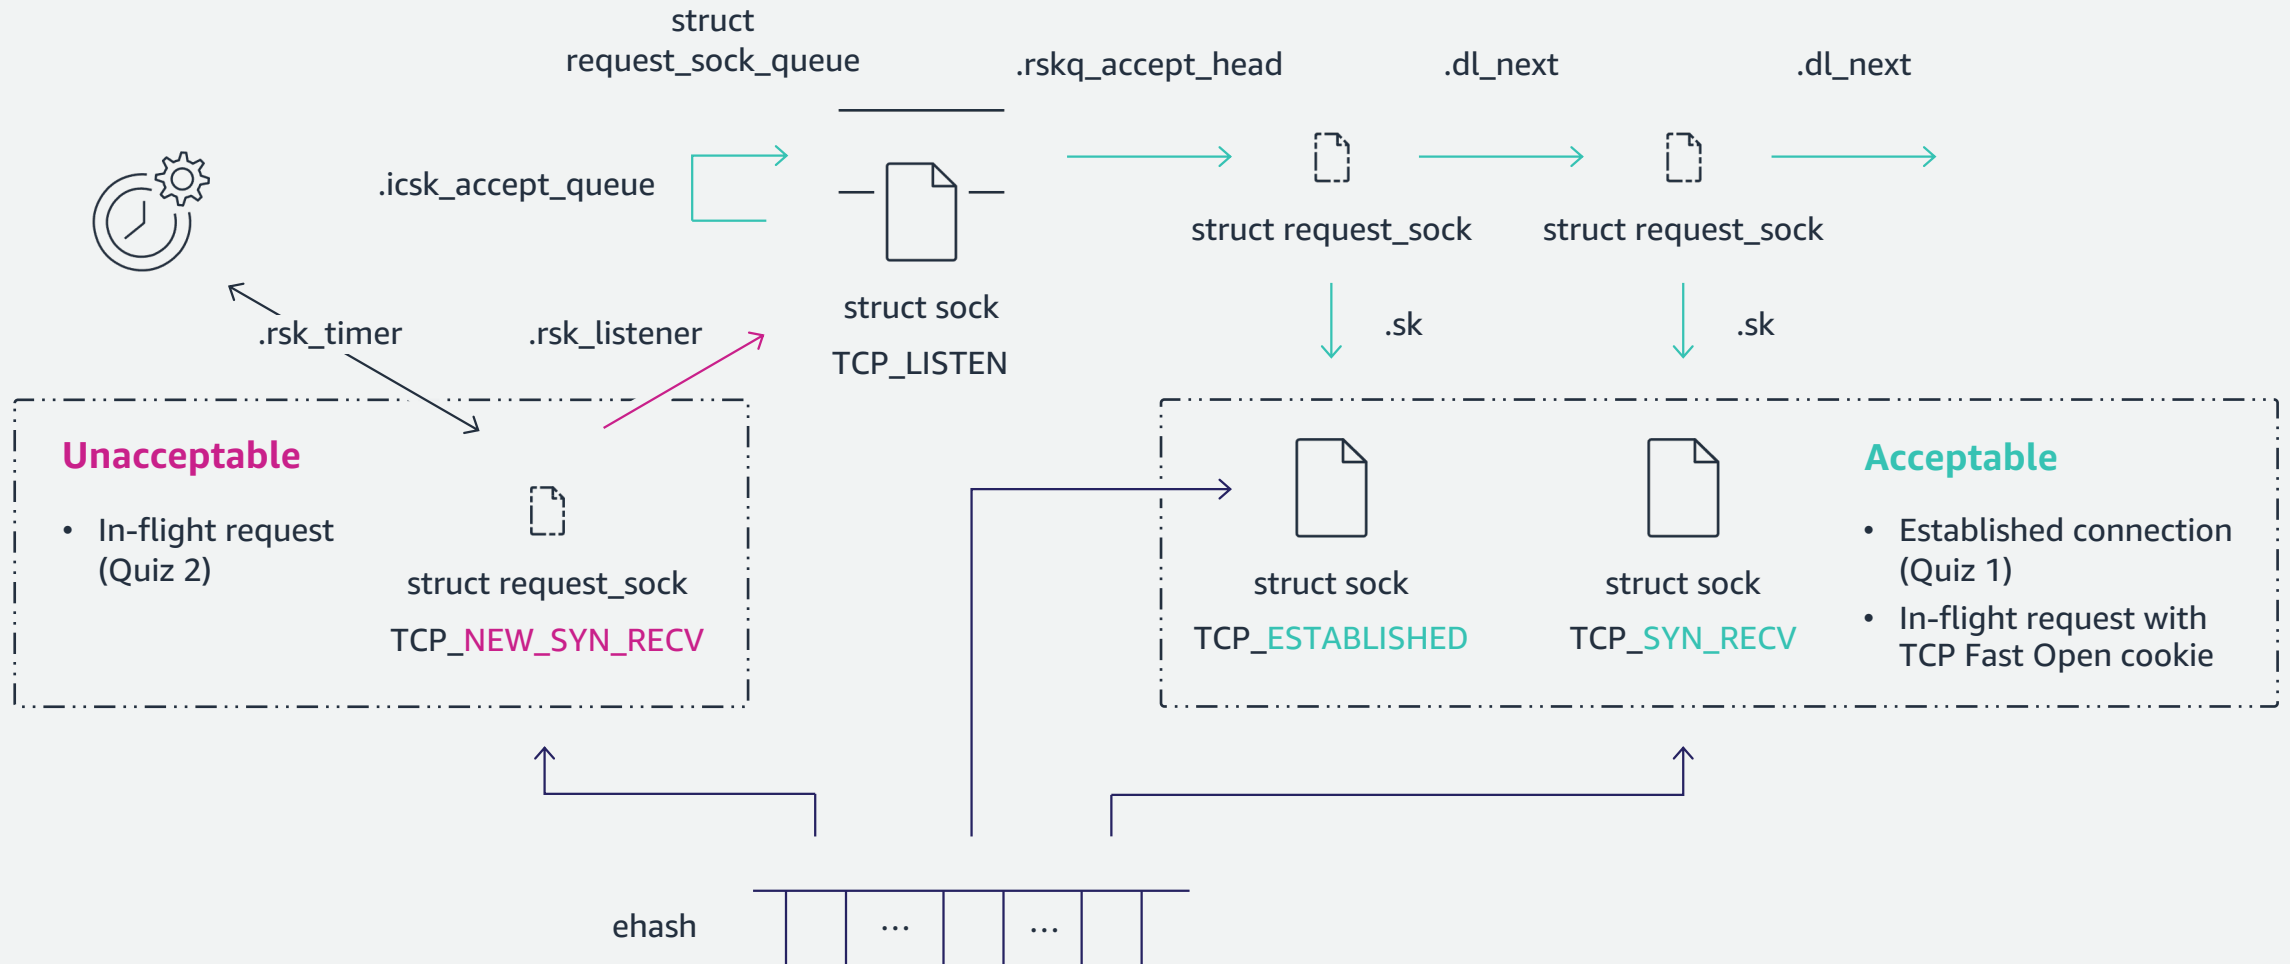 struct
request_sock_queue
.rskq_accept_head
.dl_next
.dl_next
.icsk_accept_queue
struct request_sock
struct request_sock
struct sock
TCP_LISTEN
.rsk_timer
.rsk_listener
.sk
.sk
Unacceptable
• In-flight request
(Quiz 2)
struct request_sock
TCP_NEW_SYN_RECV
struct sock
TCP_ESTABLISHED
struct sock
TCP_SYN_RECV
Acceptable
• Established connection
(Quiz 1)
• In-flight request with
TCP Fast Open cookie
ehash
...
...